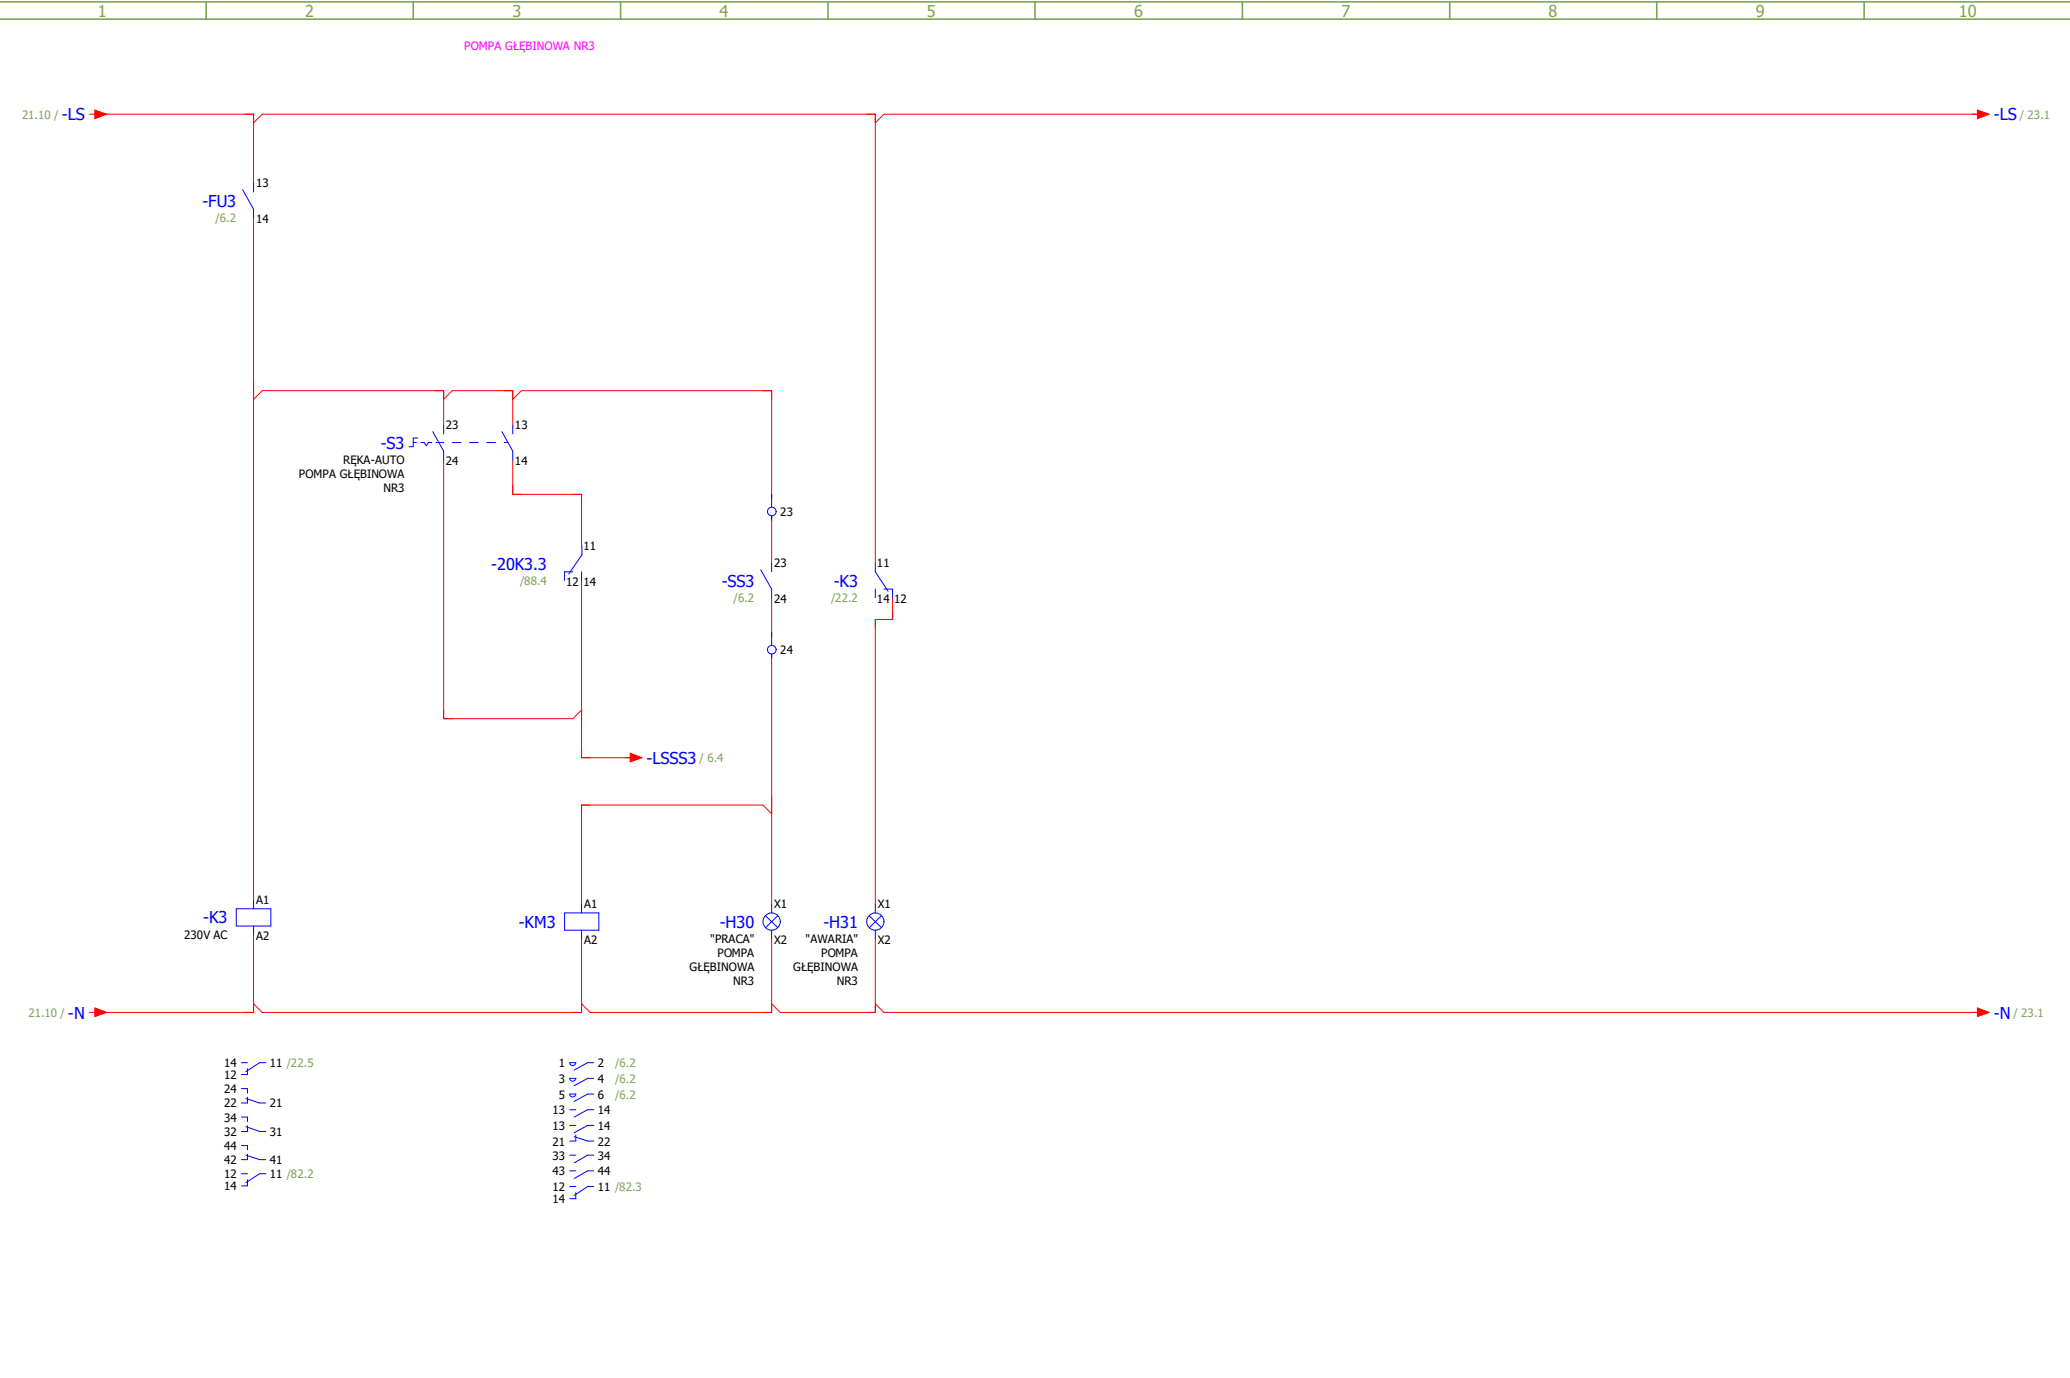 1 2 3 4 5 6 7 8 9 10
POMPA GŁĘBINOWA NR3
21.10 / -LS
-LS / 23.1
13
-FU3
/6.2
14
23
13
-S3
24
14
RĘKA-AUTO
POMPA GŁĘBINOWA
NR3
23
11
-20K3.3
/88.4
12 14
23
-SS3
/6.2
24
11
-K3
/22.2
14 12
24
-LSSS3 / 6.4
A1
-K3
230V AC
A2
A1
-KM3
A2
X1
-H30
X2
"PRACA"
POMPA
GŁĘBINOWA
NR3
X1
-H31
X2
"AWARIA"
POMPA
GŁĘBINOWA
NR3
21.10 / -N
-N / 23.1
14 11 /22.5
12
24
22 21
34
32 31
44
42 41
12 11 /82.2
14
1 2 /6.2
3 4 /6.2
5 6 /6.2
13 14
13 14
21 22
33 34
43 44
12 11 /82.3
14